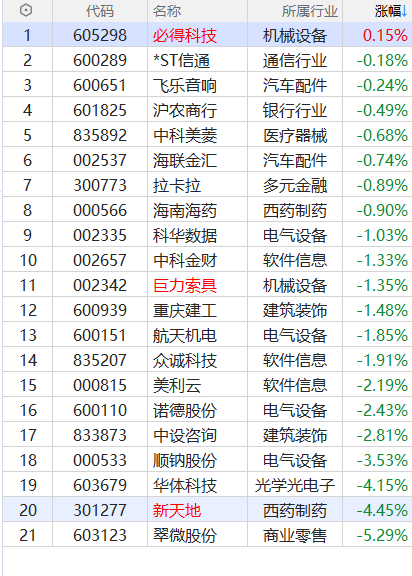 代码 名称 所属行业 涨幅↓
1 605298 必得科技 机械设备 0.15%
2 600289 *ST信通 通信行业 -0.18%
3 600651 飞乐音响 汽车配件 -0.24%
4 601825 沪农商行 银行行业 -0.49%
5 835892 中科美菱 医疗器械 -0.68%
6 002537 海联金汇 汽车配件 -0.74%
7 300773 拉卡拉 多元金融 -0.89%
8 000566 海南海药 西药制药 -0.90%
9 002335 科华数据 电气设备 -1.03%
10 002657 中科金财 软件信息 -1.33%
11 002342 巨力索具 机械设备 -1.35%
12 600939 重庆建工 建筑装饰 -1.48%
13 600151 航天机电 电气设备 -1.85%
14 835207 众诚科技 软件信息 -1.91%
15 000815 美利云 软件信息 -2.19%
16 600110 诺德股份 电气设备 -2.43%
17 833873 中设咨询 建筑装饰 -2.81%
18 000533 顺钠股份 电气设备 -3.53%
19 603679 华体科技 光学光电子 -4.15%
20 301277 新天地 西药制药 -4.45%
21 603123 翠微股份 商业零售 -5.29%